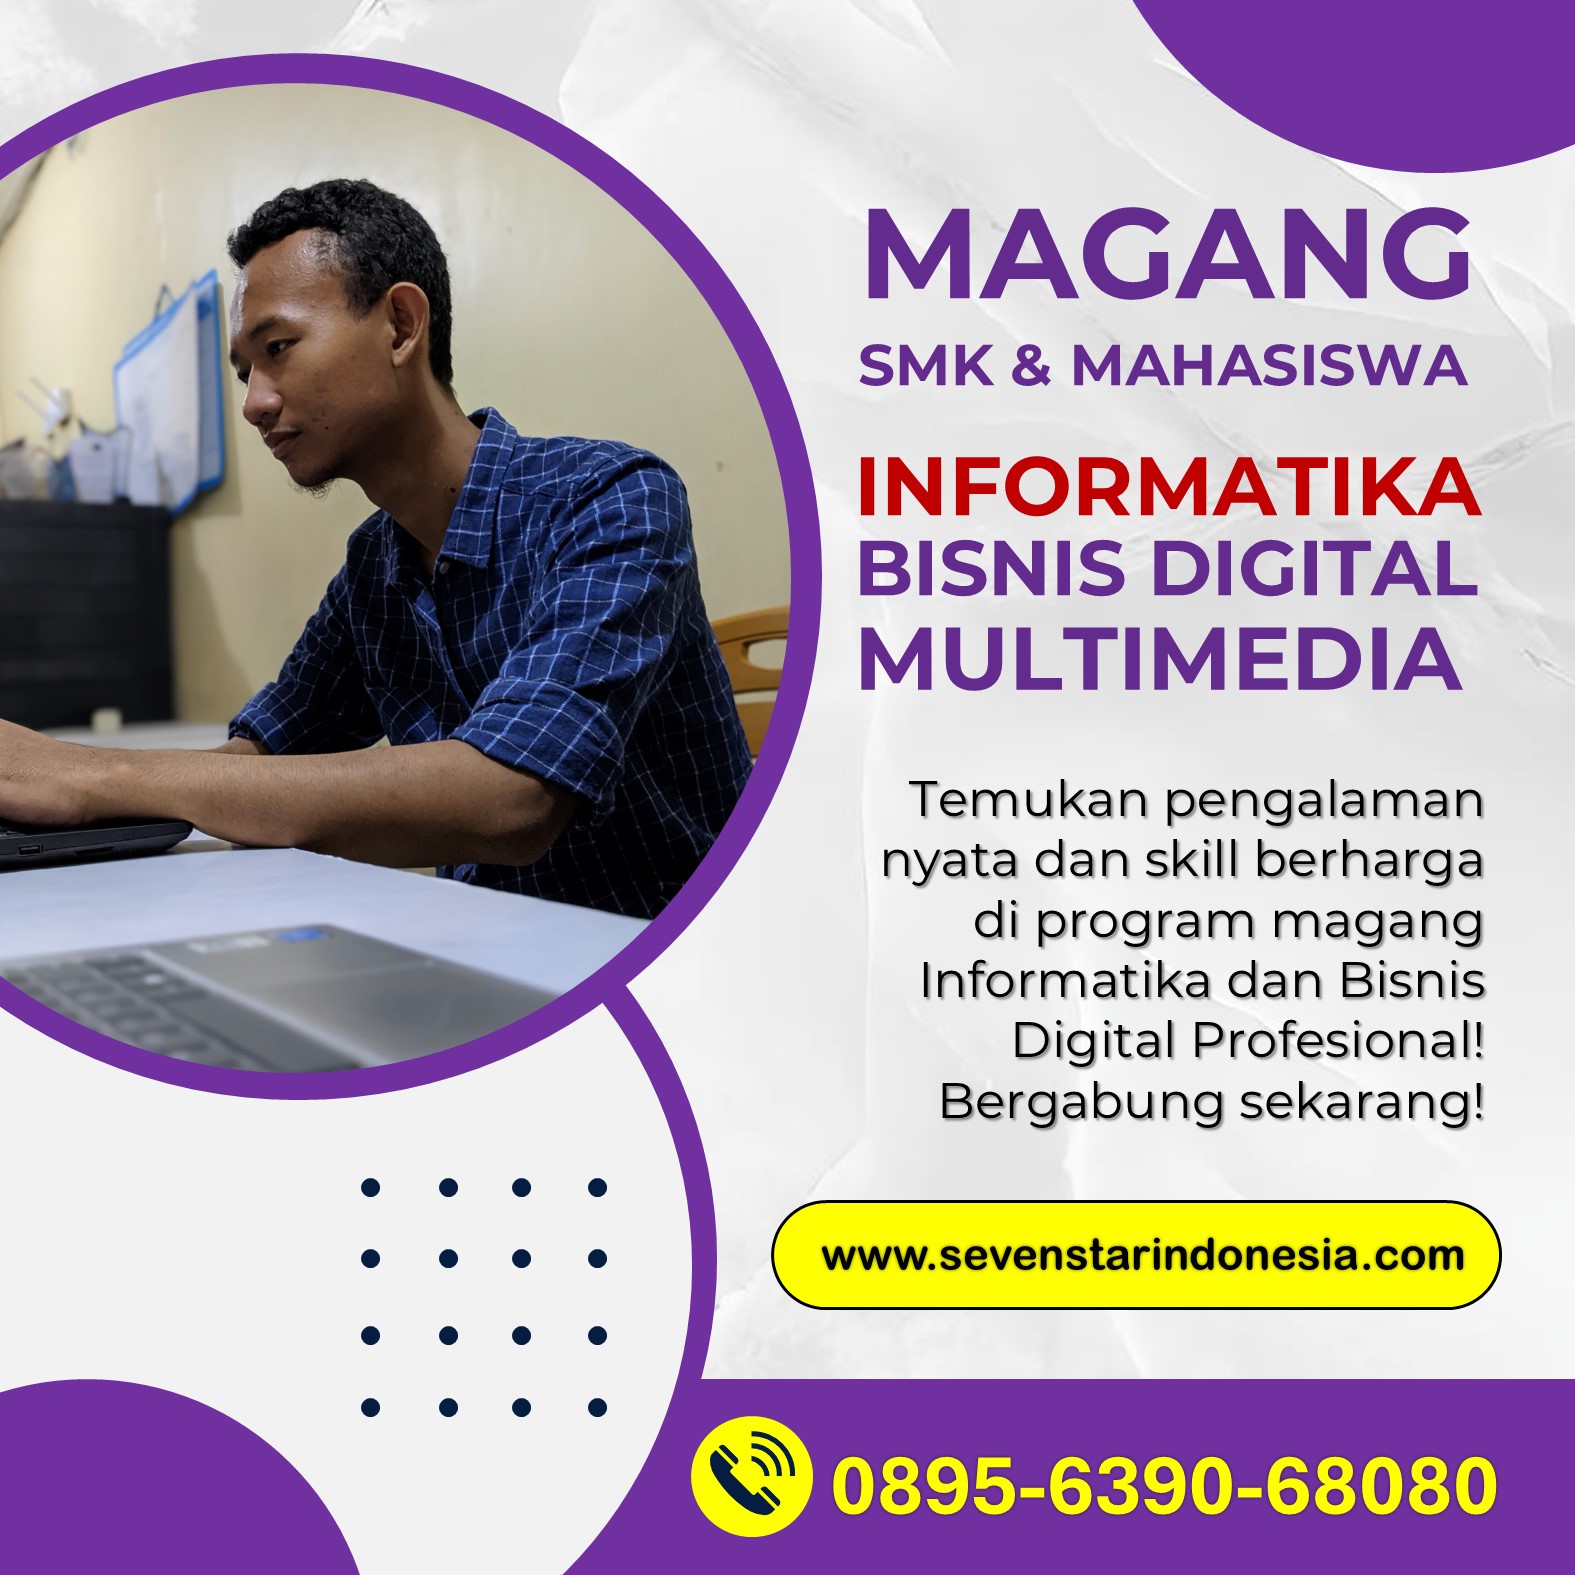 MAGANG
SMK & MAHASISWA
INFORMATIKA
BISNIS DIGITAL
MULTIMEDIA
Temukan pengalaman
nyata dan skill berharga
di program magang
Informatika dan Bisnis
Digital Profesional!
Bergabung sekarang!
www.sevenstarindonesia.com
0895-6390-68080